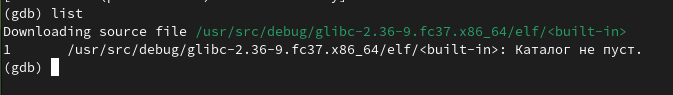 (gdb) list
Downloading source file /usr/src/debug/glibc-2.36-9.fc37.x86_64/elf/<built-in>
1       /usr/src/debug/glibc-2.36-9.fc37.x86_64/elf/<built-in>: Каталог не пуст.
(gdb)